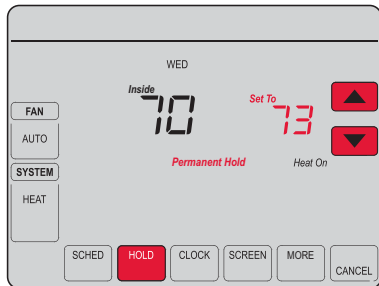 WED
Inside
70
Set To
73
FAN
AUTO
Permanent Hold
Heat On
SYSTEM
HEAT
SCHED HOLD CLOCK SCREEN MORE CANCEL